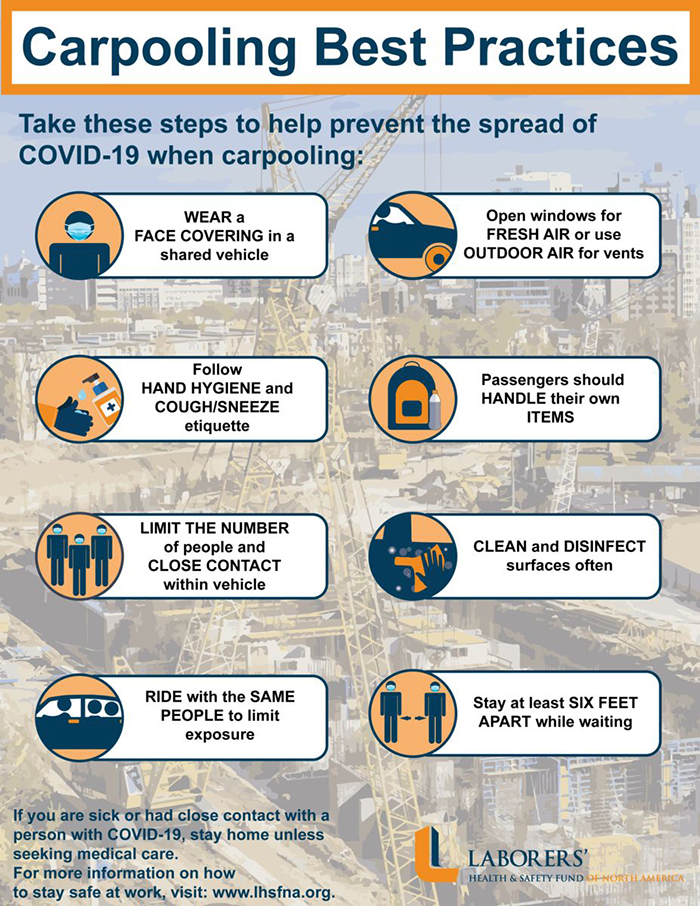 Carpooling Best Practices
Take these steps to help prevent the spread of
COVID-19 when carpooling:
WEAR a
FACE COVERING in a
shared vehicle
Open windows for
FRESH AIR or use
OUTDOOR AIR for vents
Follow
HAND HYGIENE and
COUGH/SNEEZE
etiquette
Passengers should
HANDLE their own
ITEMS
LIMIT THE NUMBER
of people and
CLOSE CONTACT
within vehicle
CLEAN and DISINFECT
surfaces often
RIDE with the SAME
PEOPLE to limit
exposure
Stay at least SIX FEET
APART while waiting
If you are sick or had close contact with a
person with COVID-19, stay home unless
seeking medical care.
For more information on how
to stay safe at work, visit: www.lhsfna.org.
LABORERS'
HEALTH & SAFETY FUND OF NORTH AMERICA